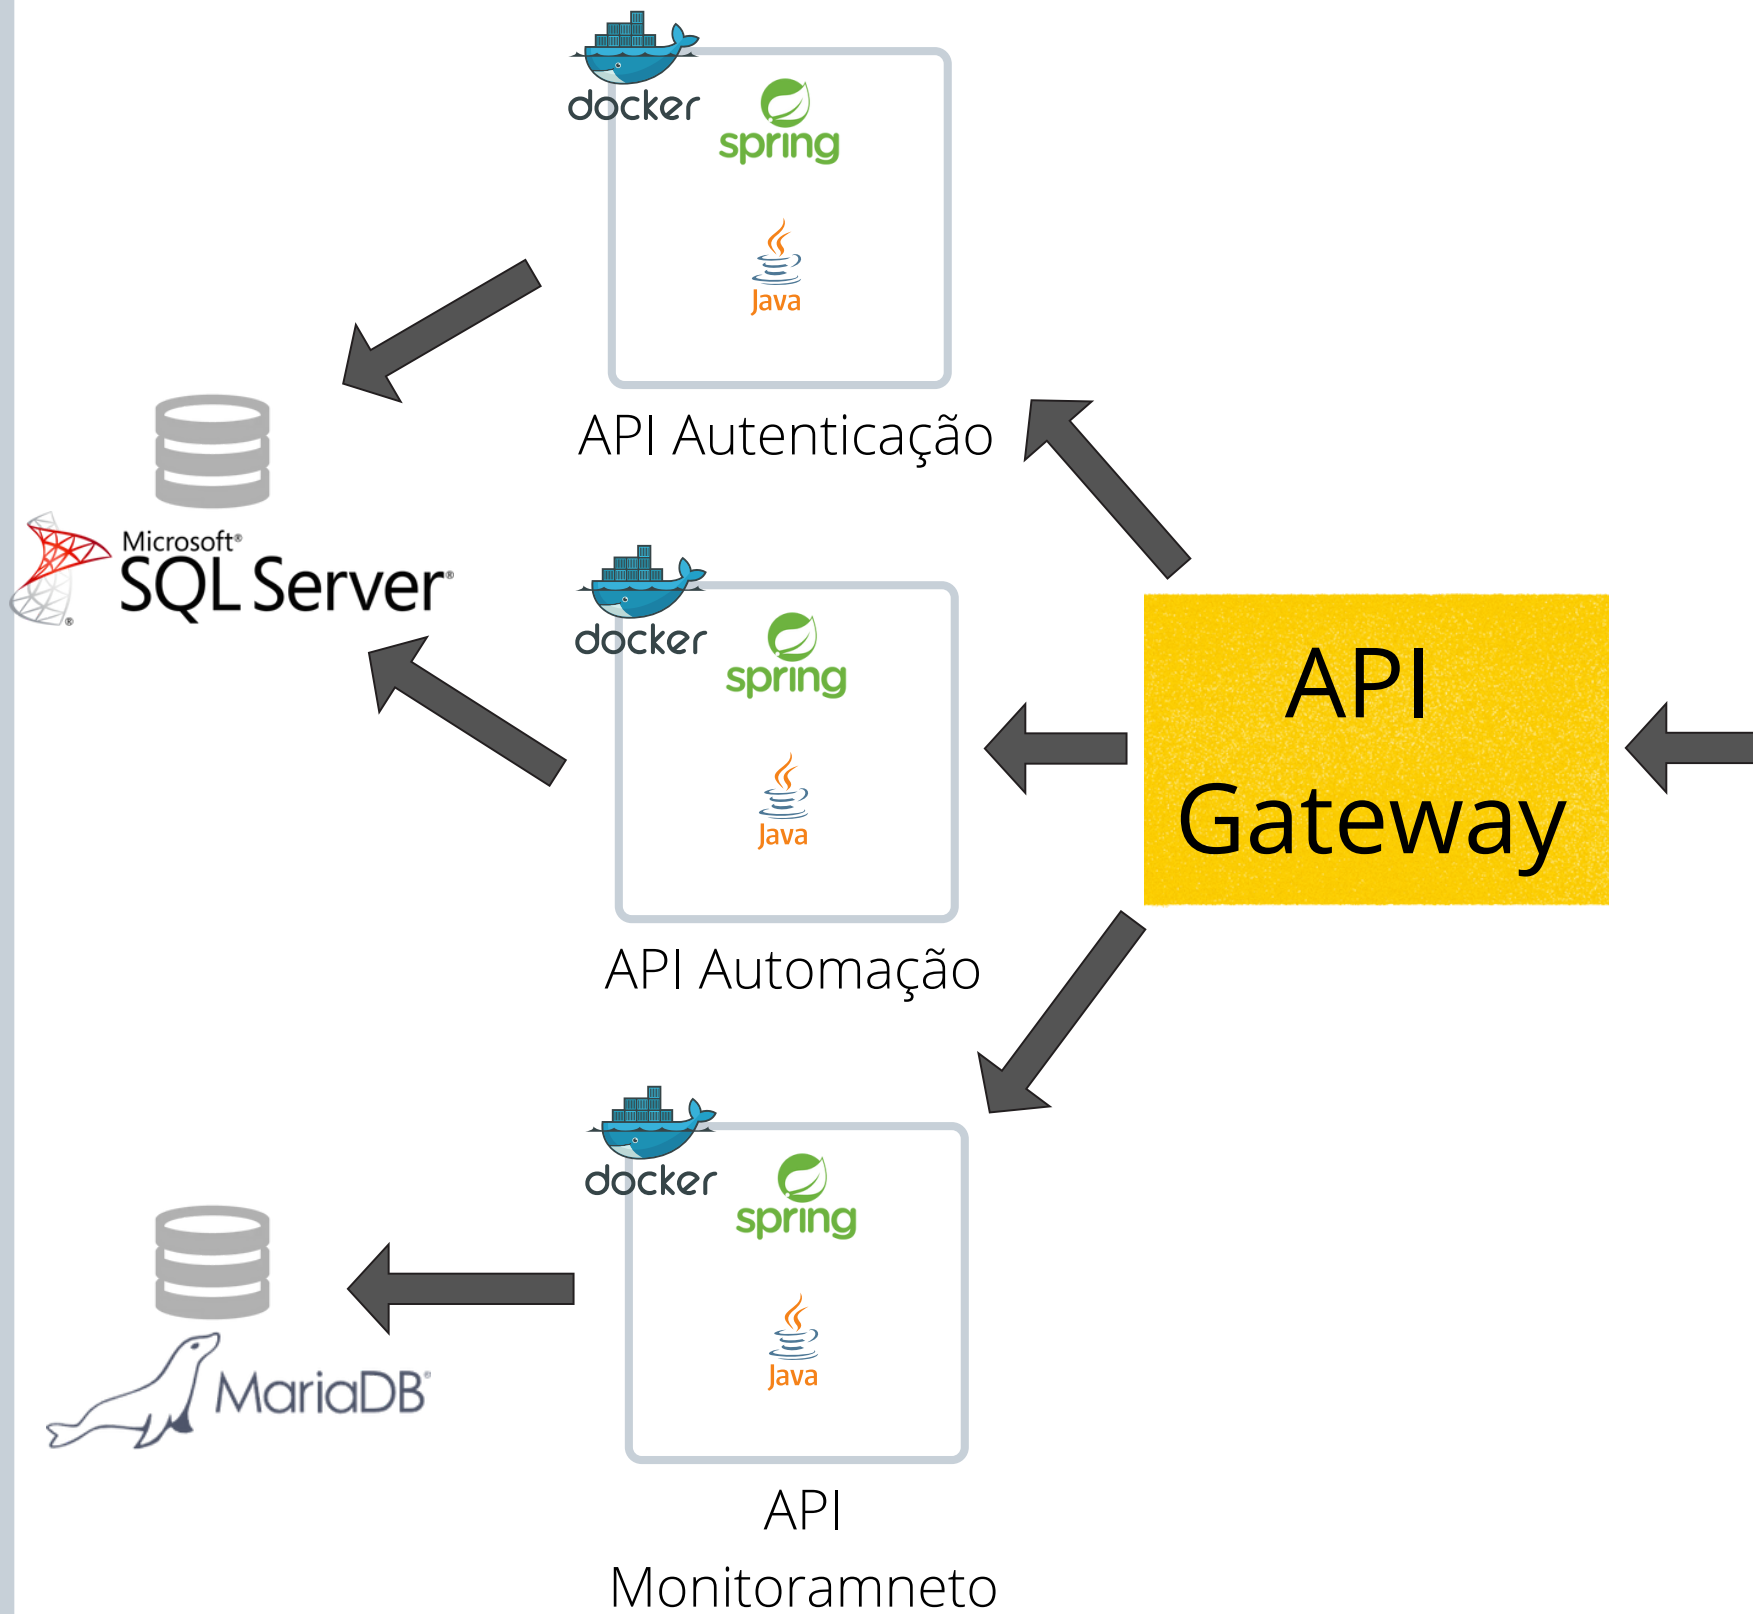 docker
spring
Java
API Autenticação
Microsoft®
SQL Server®
docker
spring
Java
API Automação
API
Gateway
docker
spring
Java
MariaDB®
API
Monitoramneto